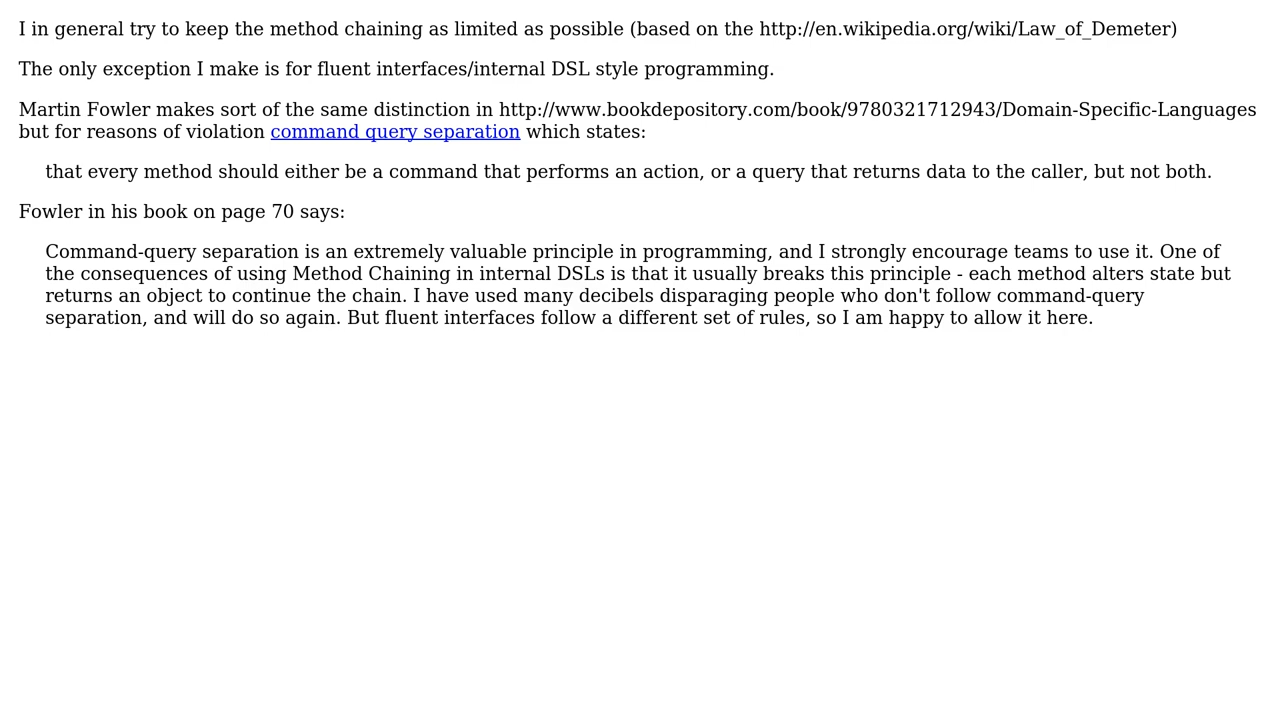 I in general try to keep the method chaining as limited as possible (based on the http://en.wikipedia.org/wiki/Law_of_Demeter)
The only exception I make is for fluent interfaces/internal DSL style programming.
Martin Fowler makes sort of the same distinction in http://www.bookdepository.com/book/9780321712943/Domain-Specific-Languages
but for reasons of violation command query separation which states:
that every method should either be a command that performs an action, or a query that returns data to the caller, but not both.
Fowler in his book on page 70 says:
Command-query separation is an extremely valuable principle in programming, and I strongly encourage teams to use it. One of
the consequences of using Method Chaining in internal DSLs is that it usually breaks this principle - each method alters state but
returns an object to continue the chain. I have used many decibels disparaging people who don't follow command-query
separation, and will do so again. But fluent interfaces follow a different set of rules, so I am happy to allow it here.